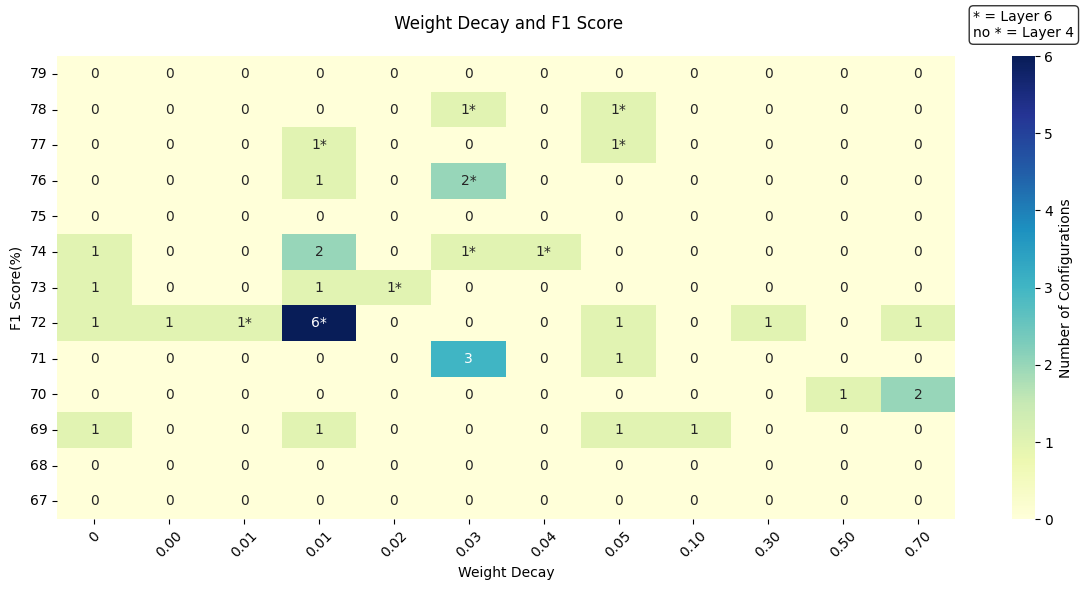 Weight Decay and F1 Score
* = Layer 6
no * = Layer 4
79 0 0 0 0 0 0 0 0 0 0 0 0
78 0 0 0 0 0 1* 0 1* 0 0 0 0
77 0 0 0 1* 0 0 0 1* 0 0 0 0
76 0 0 0 1 0 2* 0 0 0 0 0 0
75 0 0 0 0 0 0 0 0 0 0 0 0
74 1 0 0 2 0 1* 1* 0 0 0 0 0
73 1 0 0 1 1* 0 0 0 0 0 0 0
72 1 1 1* 6* 0 0 0 1 0 1 0 1
71 0 0 0 0 0 3 0 1 0 0 0 0
70 0 0 0 0 0 0 0 0 0 0 1 2
69 1 0 0 1 0 0 0 1 1 0 0 0
68 0 0 0 0 0 0 0 0 0 0 0 0
67 0 0 0 0 0 0 0 0 0 0 0 0
0 0.00 0.01 0.01 0.02 0.03 0.04 0.05 0.10 0.30 0.50 0.70
Weight Decay
F1 Score(%)
6
5
4
3
2
1
0
Number of Configurations